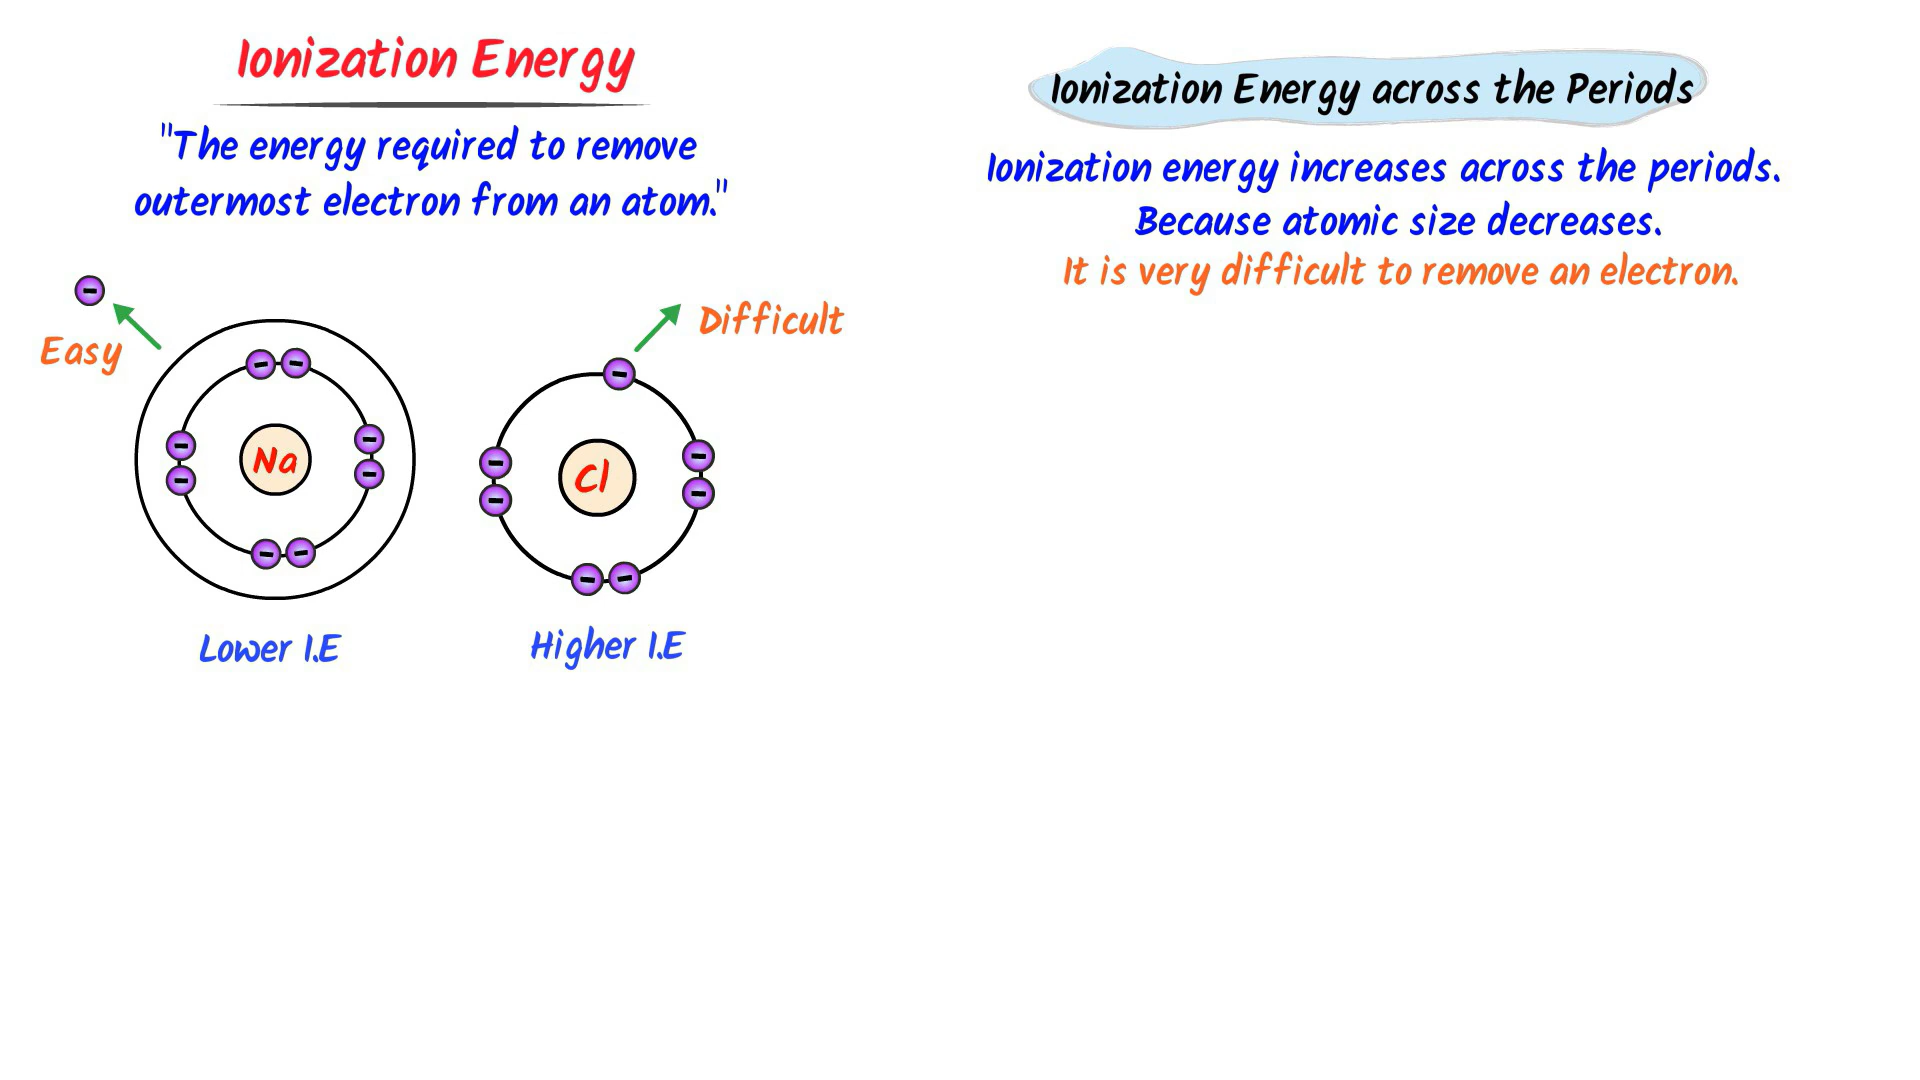 Ionization Energy
"The energy required to remove
outermost electron from an atom."
Easy
Difficult
Na
Cl
Lower I.E
Higher I.E
Ionization Energy across the Periods
Ionization energy increases across the periods.
Because atomic size decreases.
It is very difficult to remove an electron.